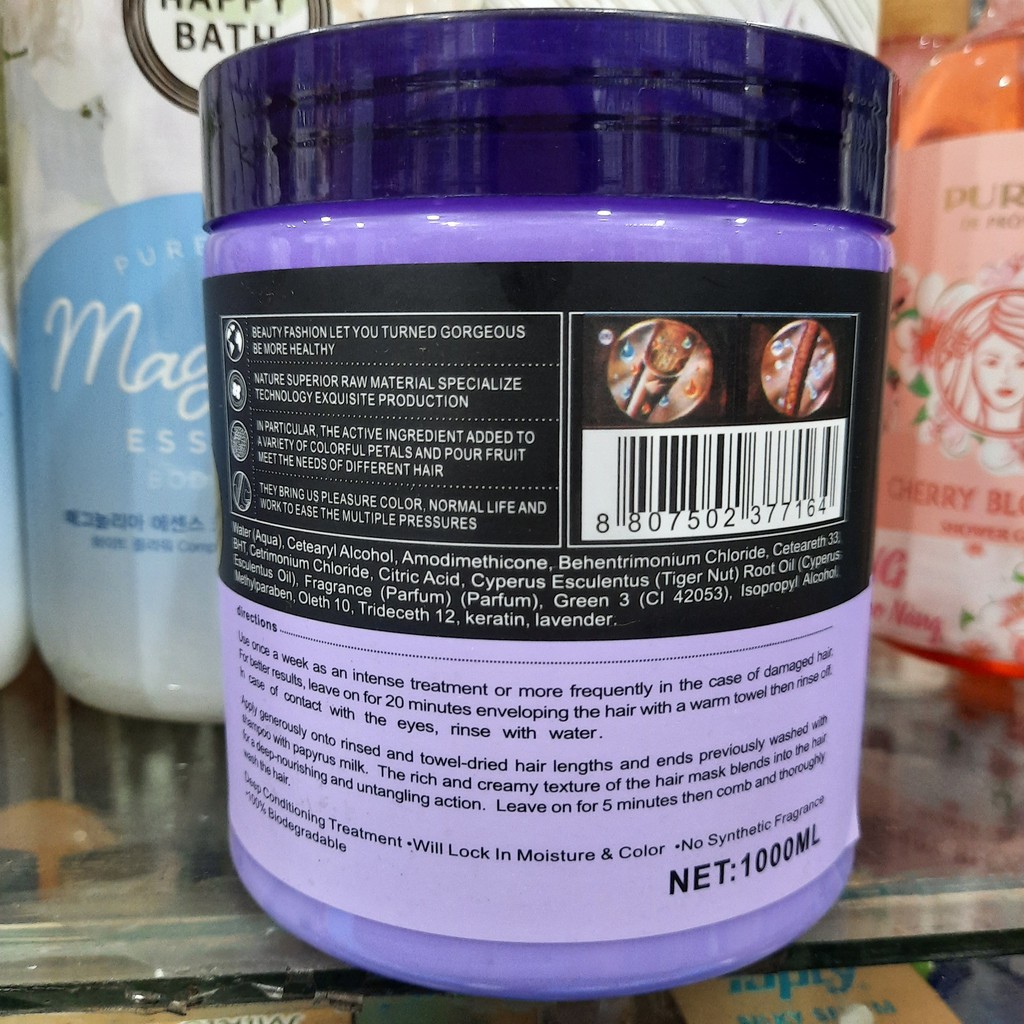 HAPPY
BATH
PURE
Mag
ESS
BOD
매그놀리아 에센스
PUR
CHERRY BLO
SHOWER G
BEAUTY FASHION LET YOU TURNED GORGEOUS
BE MORE HEALTHY
NATURE SUPERIOR RAW MATERIAL SPECIALIZE
TECHNOLOGY EXQUISITE PRODUCTION
IN PARTICULAR, THE ACTIVE INGREDIENT ADDED TO
A VARIETY OF COLORFUL PETALS AND POUR FRUIT
MEET THE NEEDS OF DIFFERENT HAIR
THEY BRING US PLEASURE COLOR, NORMAL LIFE AND
WORK TO EASE THE MULTIPLE PRESSURES
8 807502 377164
Water (Aqua), Cetearyl Alcohol, Amodimethicone, Behentrimonium Chloride, Ceteareth 33,
BHT, Cetrimonium Chloride, Citric Acid, Cyperus Esculentus (Tiger Nut) Root Oil (Cyperus
Esculentus Oil), Fragrance (Parfum) (Parfum), Green 3 (CI 42053), Isopropyl Alcohol,
Methylparaben, Oleth 10, Trideceth 12, keratin, lavender.
directions
Use once a week as an intense treatment or more frequently in the case of damaged hair.
For better results, leave on for 20 minutes enveloping the hair with a warm towel then rinse off.
In case of contact with the eyes, rinse with water.
Apply generously onto rinsed and towel-dried hair lengths and ends previously washed with
shampoo with papyrus milk. The rich and creamy texture of the hair mask blends into the hair
for a deep-nourishing and untangling action. Leave on for 5 minutes then comb and thoroughly
wash the hair.
Deep Conditioning Treatment •Will Lock In Moisture & Color •No Synthetic Fragrance
•100% Biodegradable
NET:1000ML